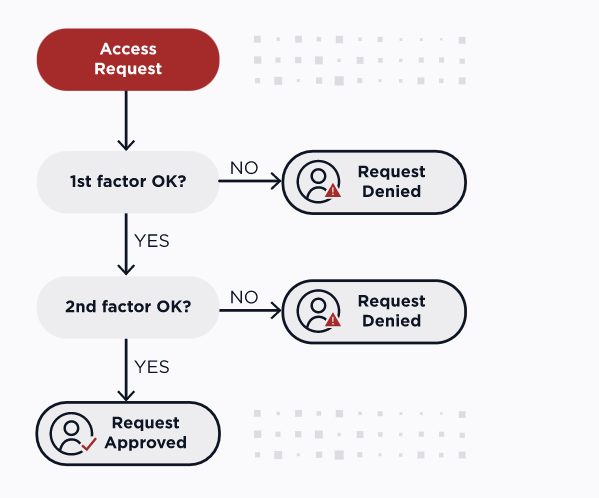 Access
Request
1st factor OK?
NO
Request
Denied
YES
2nd factor OK?
NO
Request
Denied
YES
Request
Approved